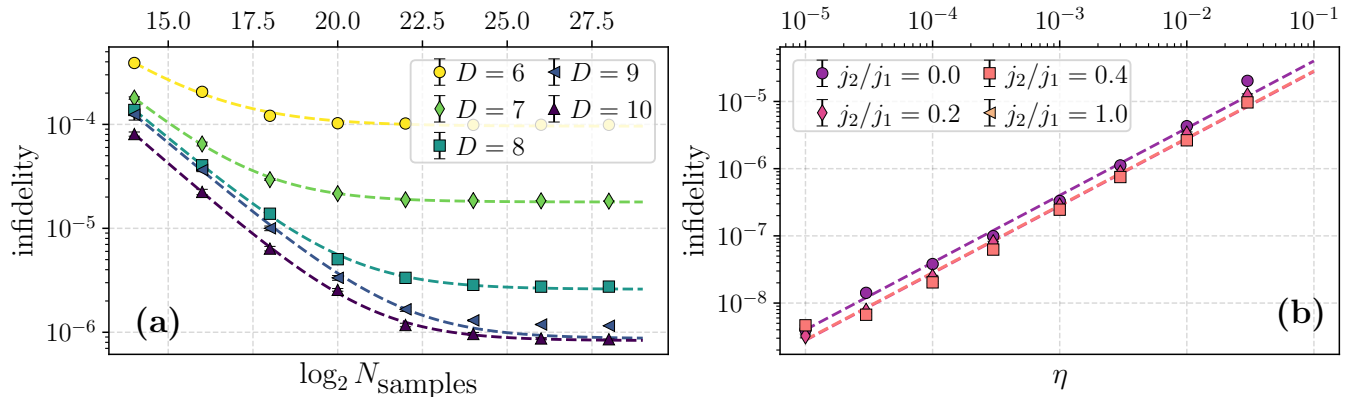 15.0 17.5 20.0 22.5 25.0 27.5
10⁻⁴
10⁻⁵
10⁻⁶
infidelity
D = 6 D = 9
D = 7 D = 10
D = 8
(a)
log₂ N_samples
10⁻⁵ 10⁻⁴ 10⁻³ 10⁻² 10⁻¹
10⁻⁵
10⁻⁶
10⁻⁷
10⁻⁸
infidelity
j₂/j₁ = 0.0 j₂/j₁ = 0.4
j₂/j₁ = 0.2 j₂/j₁ = 1.0
(b)
η